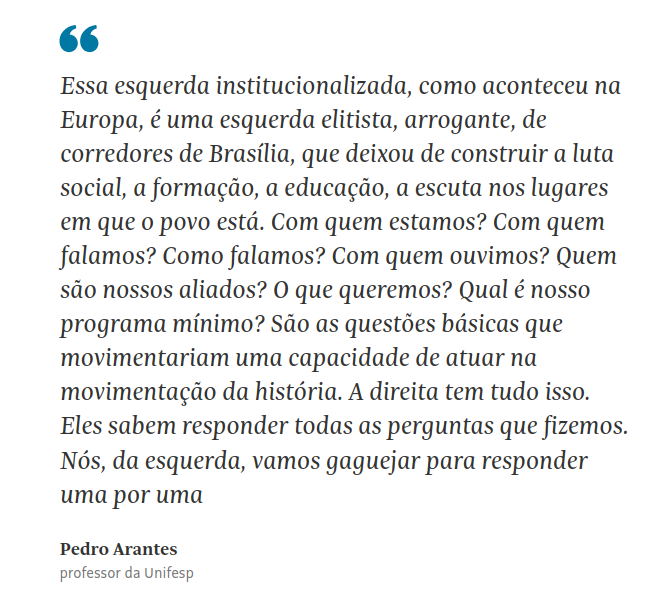 “
Essa esquerda institucionalizada, como aconteceu na
Europa, é uma esquerda elitista, arrogante, de
corredores de Brasília, que deixou de construir a luta
social, a formação, a educação, a escuta nos lugares
em que o povo está. Com quem estamos? Com quem
falamos? Como falamos? Com quem ouvimos? Quem
são nossos aliados? O que queremos? Qual é nosso
programa mínimo? São as questões básicas que
movimentariam uma capacidade de atuar na
movimentação da história. A direita tem tudo isso.
Eles sabem responder todas as perguntas que fizemos.
Nós, da esquerda, vamos gaguejar para responder
uma por uma
Pedro Arantes
professor da Unifesp